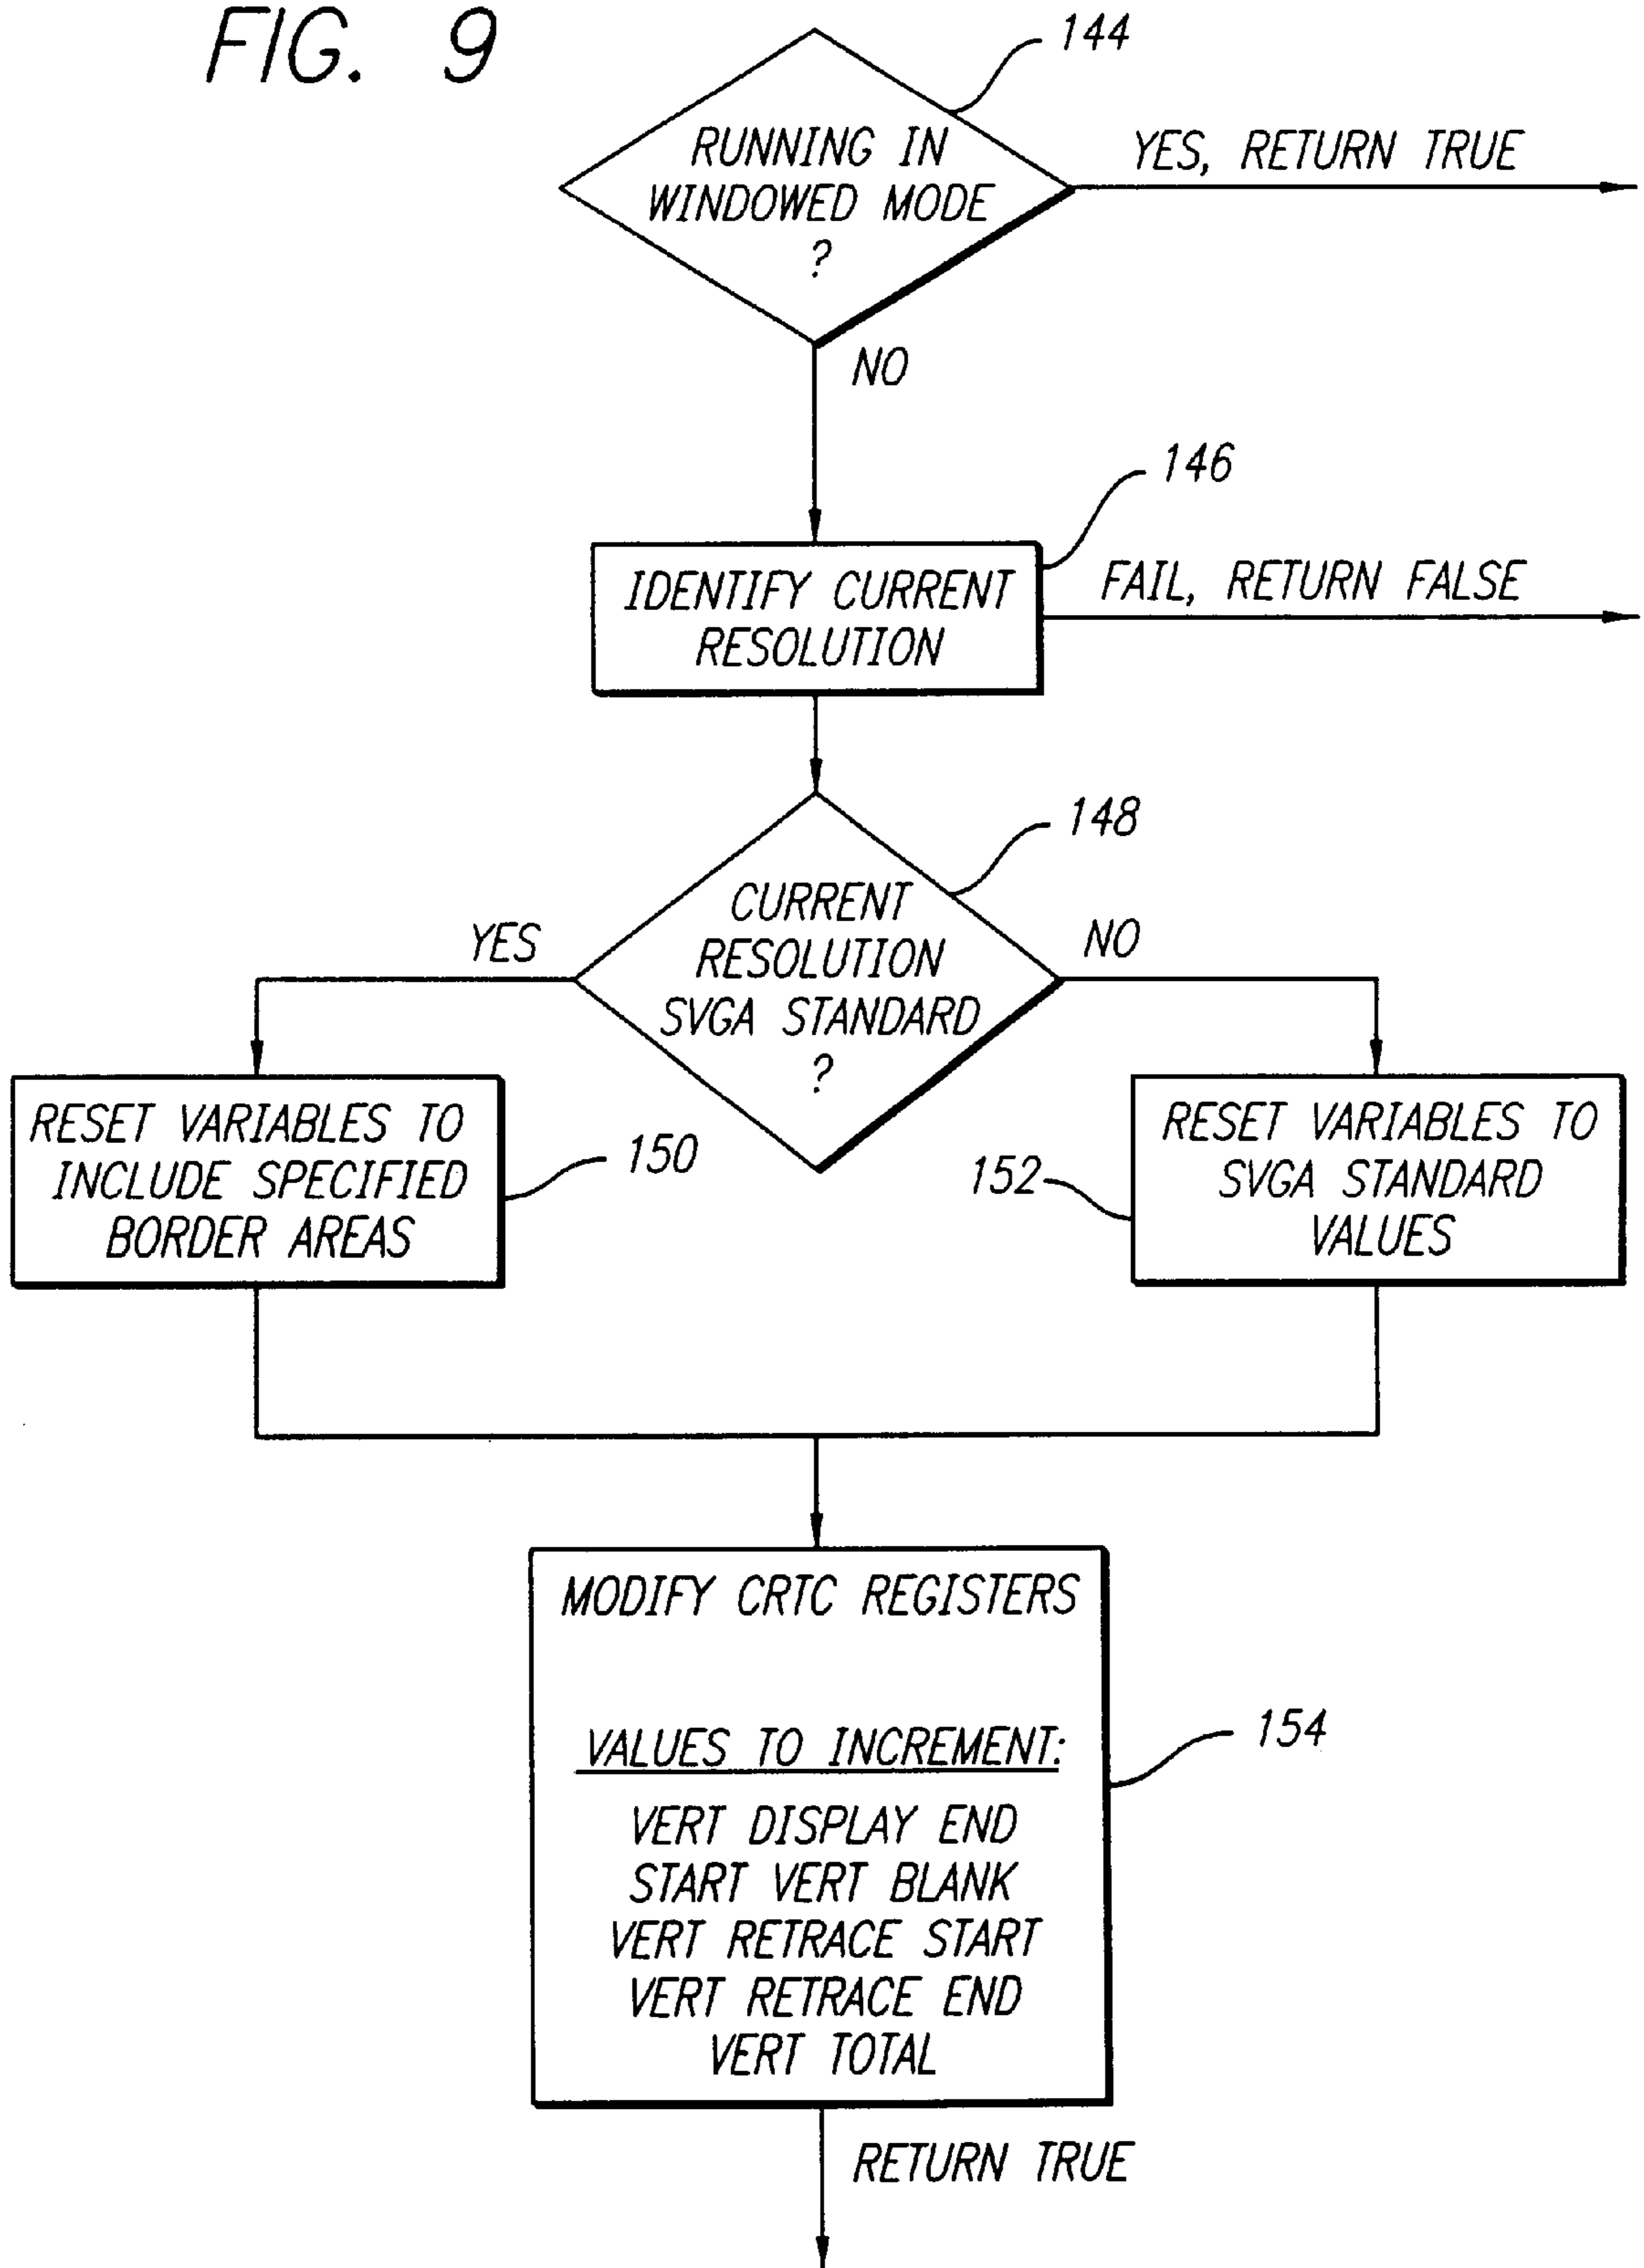 FIG. 9
144
RUNNING IN
WINDOWED MODE
?
YES, RETURN TRUE
NO
146
IDENTIFY CURRENT
RESOLUTION
FAIL, RETURN FALSE
148
CURRENT
RESOLUTION
SVGA STANDARD
?
YES
NO
RESET VARIABLES TO
INCLUDE SPECIFIED
BORDER AREAS
150
152
RESET VARIABLES TO
SVGA STANDARD
VALUES
MODIFY CRTC REGISTERS
VALUES TO INCREMENT:
VERT DISPLAY END
START VERT BLANK
VERT RETRACE START
VERT RETRACE END
VERT TOTAL
154
RETURN TRUE